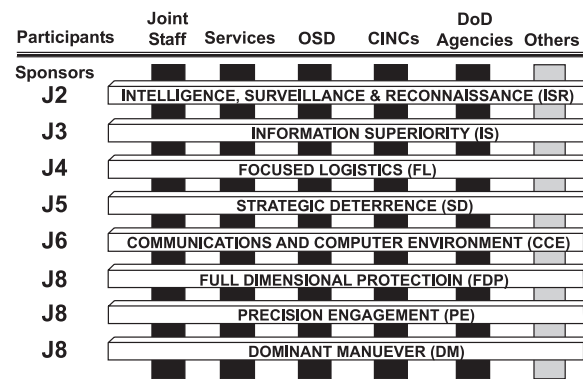 Participants Joint Staff Services OSD CINCs DoD Agencies Others
Sponsors
J2 INTELLIGENCE, SURVEILLANCE & RECONNAISSANCE (ISR)
J3 INFORMATION SUPERIORITY (IS)
J4 FOCUSED LOGISTICS (FL)
J5 STRATEGIC DETERRENCE (SD)
J6 COMMUNICATIONS AND COMPUTER ENVIRONMENT (CCE)
J8 FULL DIMENSIONAL PROTECTIOIN (FDP)
J8 PRECISION ENGAGEMENT (PE)
J8 DOMINANT MANUEVER (DM)